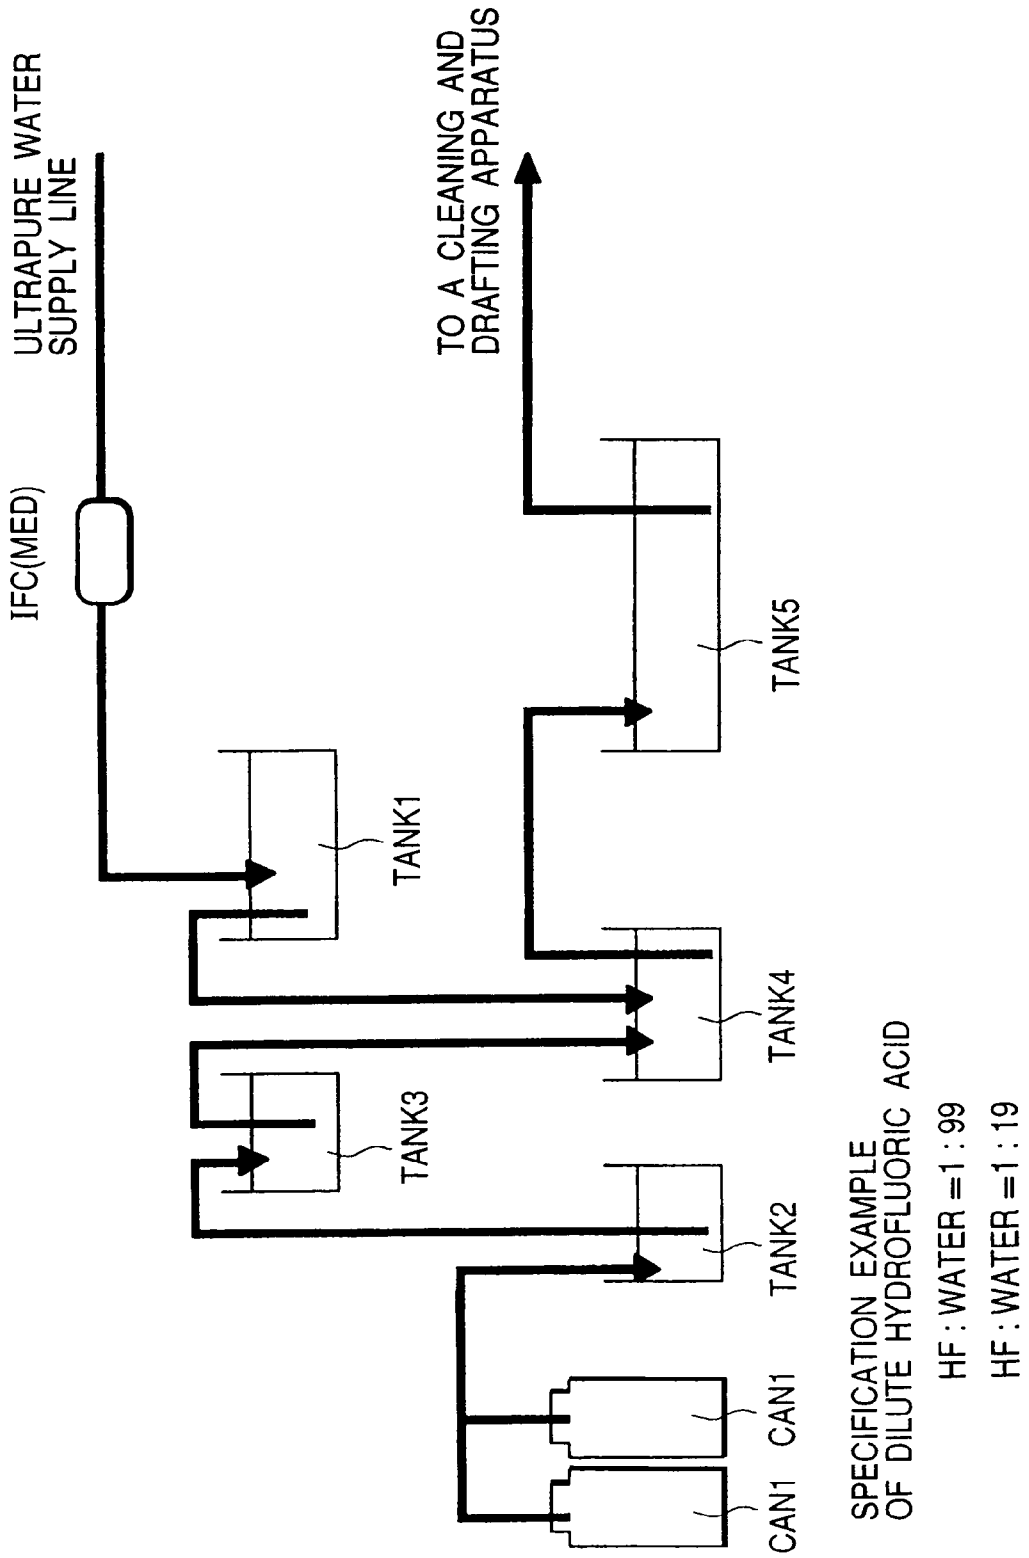 ULTRAPURE WATER
SUPPLY LINE
IFC(MED)
TO A CLEANING AND
DRAFTING APPARATUS
TANK1
TANK3
TANK5
TANK4
TANK2
CAN1
CAN1
SPECIFICATION EXAMPLE
OF DILUTE HYDROFLUORIC ACID
HF : WATER =1 : 99
HF : WATER =1 : 19